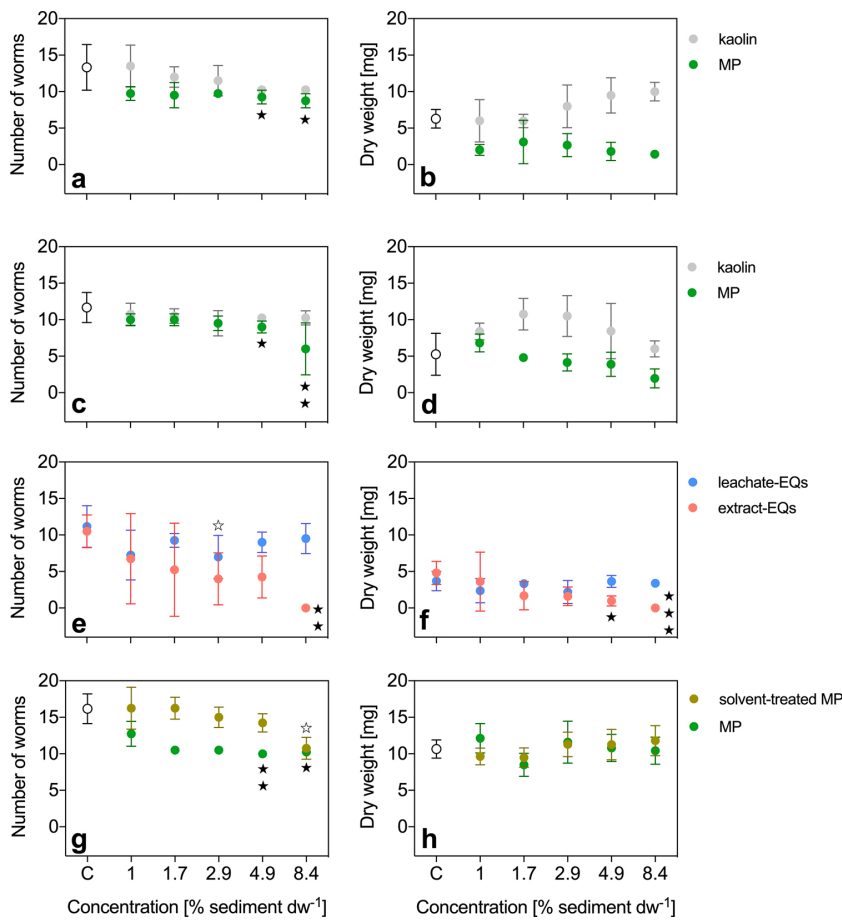 Number of worms
20
15
10
5
0
a
Dry weight [mg]
20
15
10
5
0
b
kaolin
MP
Number of worms
20
15
10
5
0
c
Dry weight [mg]
20
15
10
5
0
d
kaolin
MP
Number of worms
20
15
10
5
0
e
Dry weight [mg]
20
15
10
5
0
f
leachate-EQs
extract-EQs
Number of worms
20
15
10
5
0
g
C 1 1.7 2.9 4.9 8.4
Concentration [% sediment dw-1]
Dry weight [mg]
20
15
10
5
0
h
C 1 1.7 2.9 4.9 8.4
Concentration [% sediment dw-1]
solvent-treated MP
MP